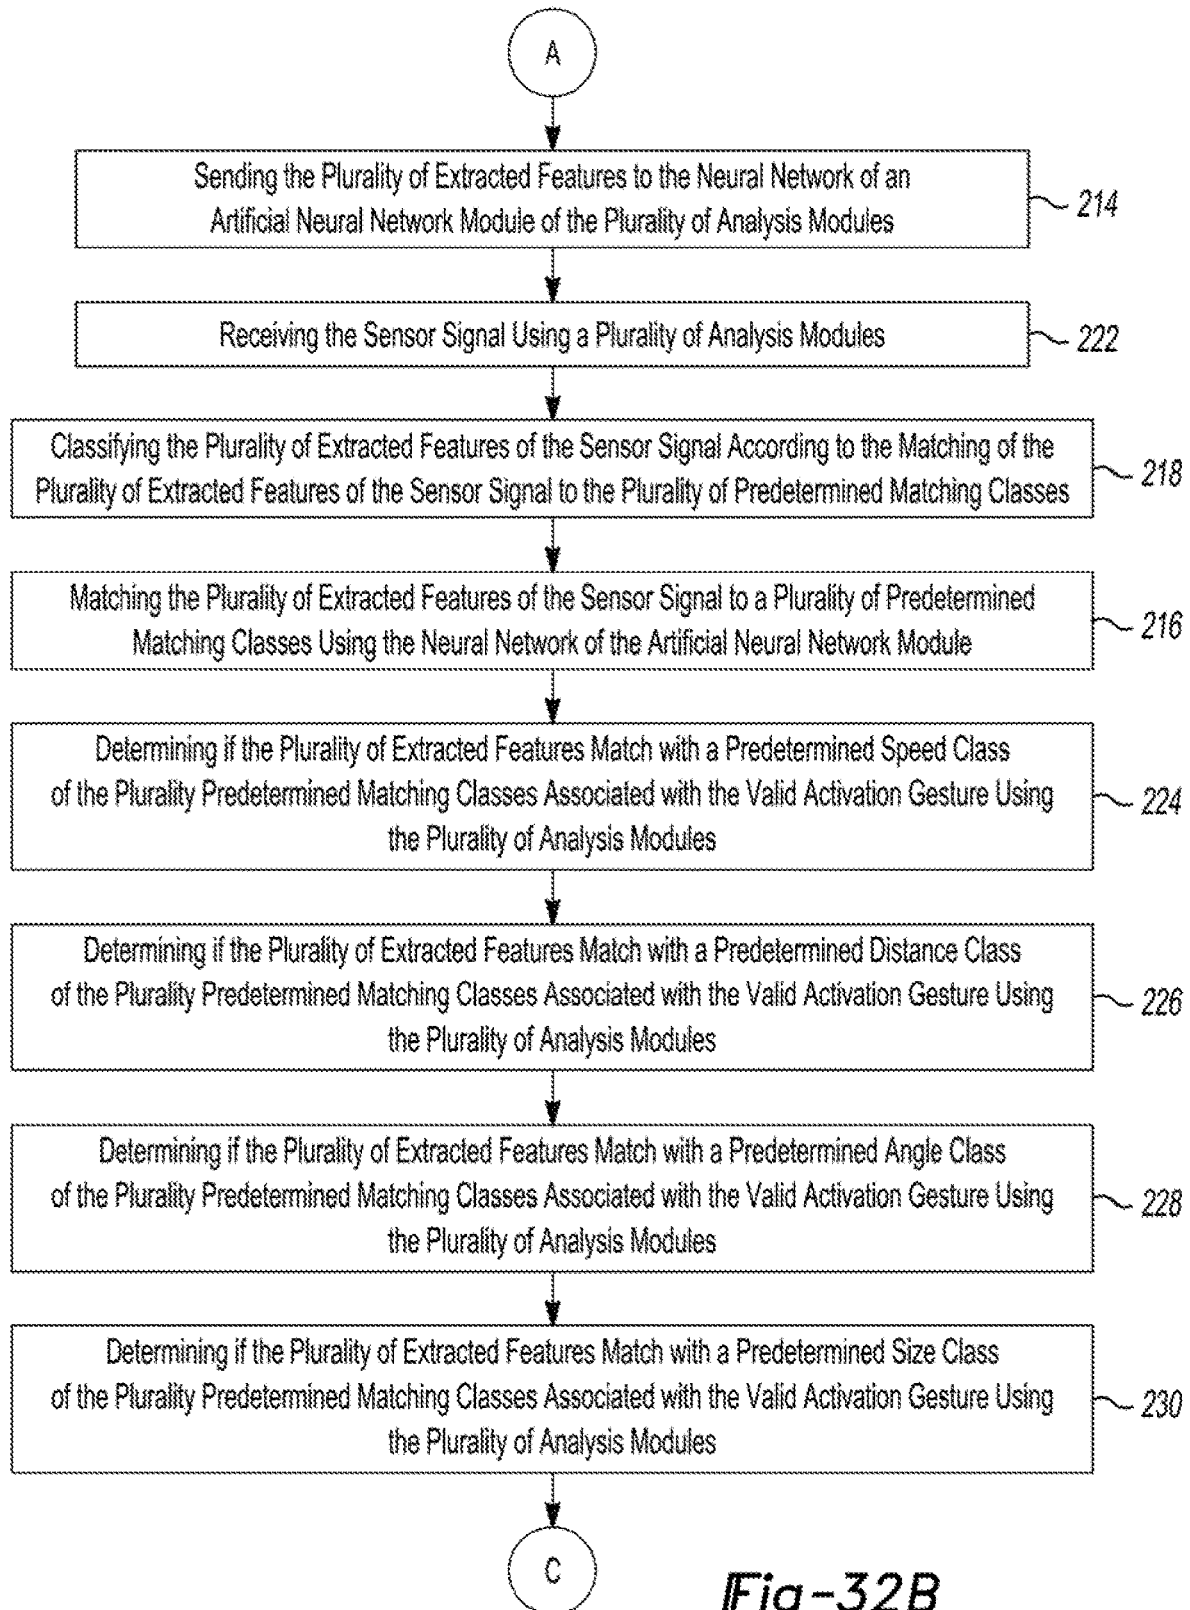 A
Sending the Plurality of Extracted Features to the Neural Network of an
Artificial Neural Network Module of the Plurality of Analysis Modules
214
Receiving the Sensor Signal Using a Plurality of Analysis Modules
222
Classifying the Plurality of Extracted Features of the Sensor Signal According to the Matching of the
Plurality of Extracted Features of the Sensor Signal to the Plurality of Predetermined Matching Classes
218
Matching the Plurality of Extracted Features of the Sensor Signal to a Plurality of Predetermined
Matching Classes Using the Neural Network of the Artificial Neural Network Module
216
Determining if the Plurality of Extracted Features Match with a Predetermined Speed Class
of the Plurality Predetermined Matching Classes Associated with the Valid Activation Gesture Using
the Plurality of Analysis Modules
224
Determining if the Plurality of Extracted Features Match with a Predetermined Distance Class
of the Plurality Predetermined Matching Classes Associated with the Valid Activation Gesture Using
the Plurality of Analysis Modules
226
Determining if the Plurality of Extracted Features Match with a Predetermined Angle Class
of the Plurality Predetermined Matching Classes Associated with the Valid Activation Gesture Using
the Plurality of Analysis Modules
228
Determining if the Plurality of Extracted Features Match with a Predetermined Size Class
of the Plurality Predetermined Matching Classes Associated with the Valid Activation Gesture Using
the Plurality of Analysis Modules
230
C
Fig-32B